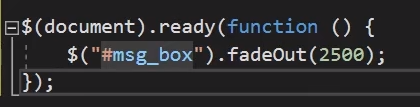 $(document).ready(function () {
    $("#msg_box").fadeOut(2500);
});